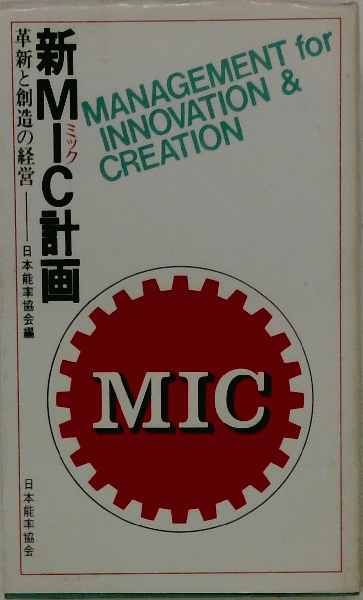 新MIC計画
ミック
革新と創造の経営――日本能率協会編
MANAGEMENT for
INNOVATION &
CREATION
MIC
日本能率協会